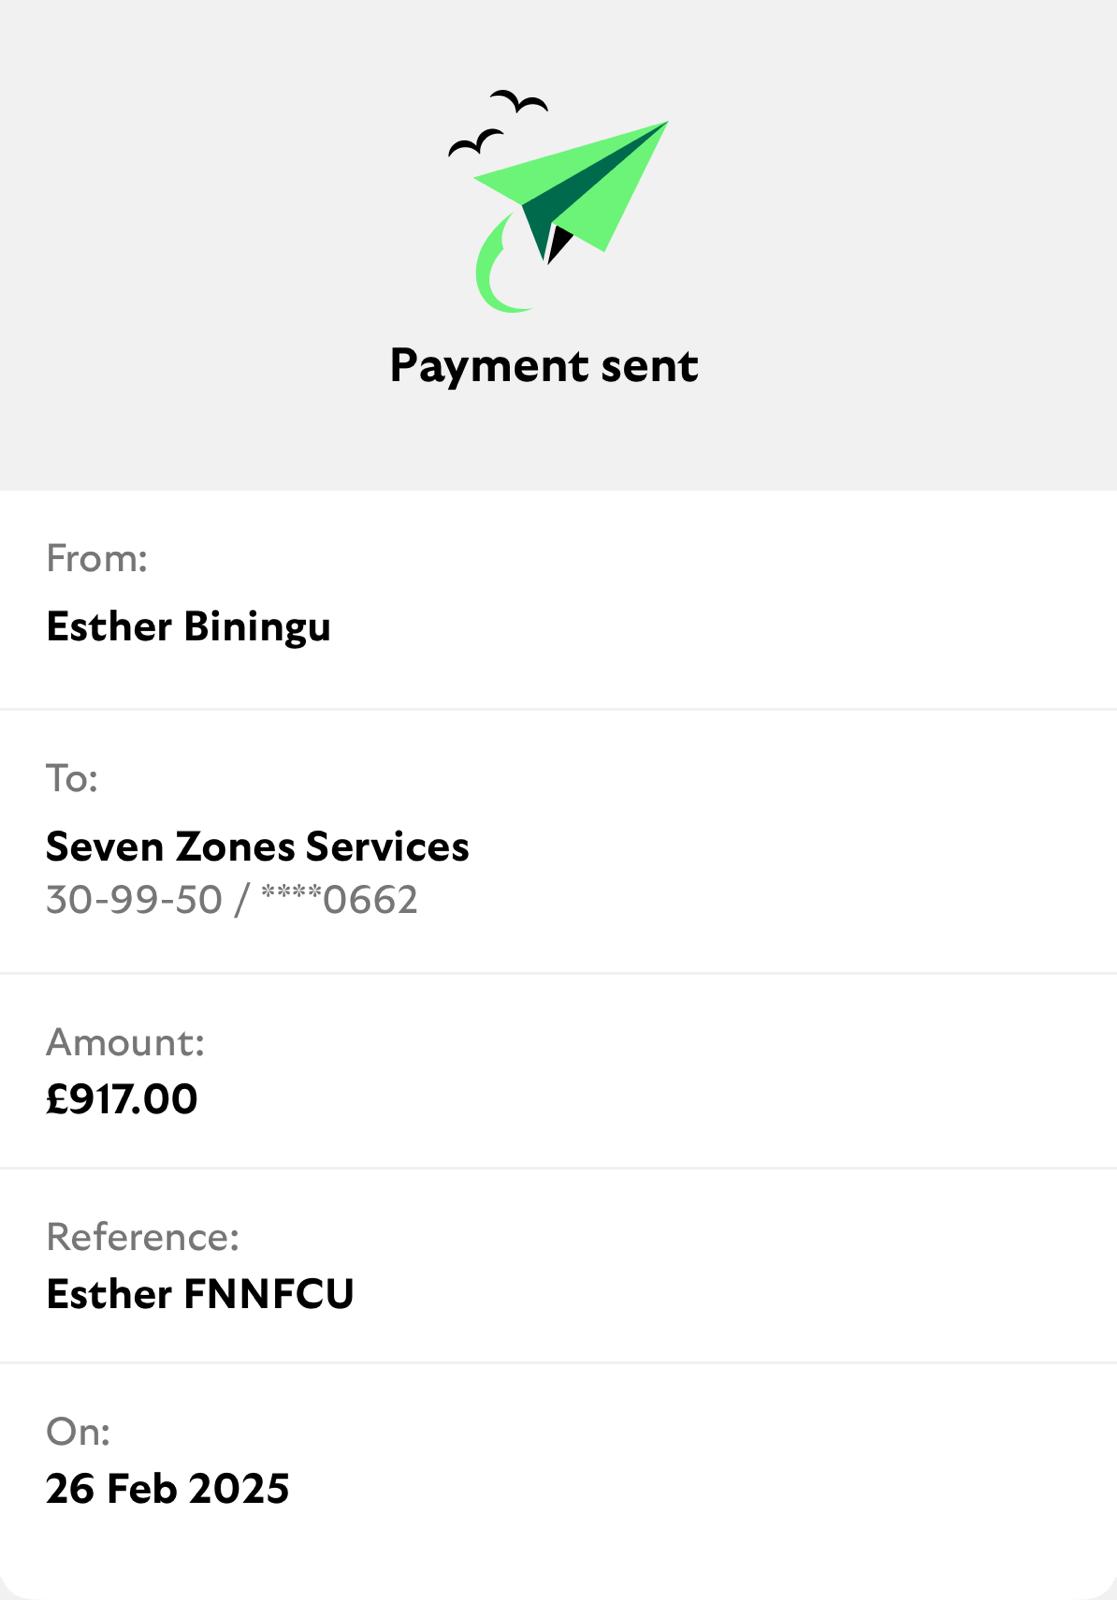 Payment sent
From:
Esther Biningu
To:
Seven Zones Services
30-99-50 / ****0662
Amount:
£917.00
Reference:
Esther FNNFCU
On:
26 Feb 2025